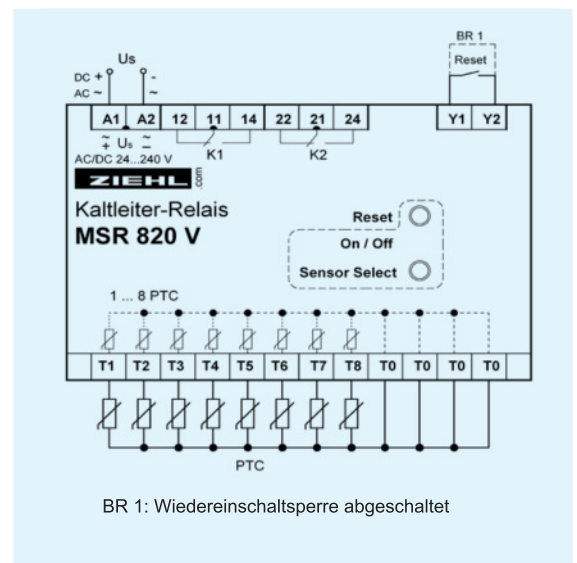 BR 1
Us
Reset
DC + -
AC ~ ~
A1 A2 12 11 14 22 21 24 Y1 Y2
~ ~
+ Us –
K1 K2
AC/DC 24...240 V
ZIEHL.com
Kaltleiter-Relais
MSR 820 V
Reset
On / Off
Sensor Select
1 ... 8 PTC
T1 T2 T3 T4 T5 T6 T7 T8 T0 T0 T0 T0
PTC
BR 1: Wiedereinschaltsperre abgeschaltet